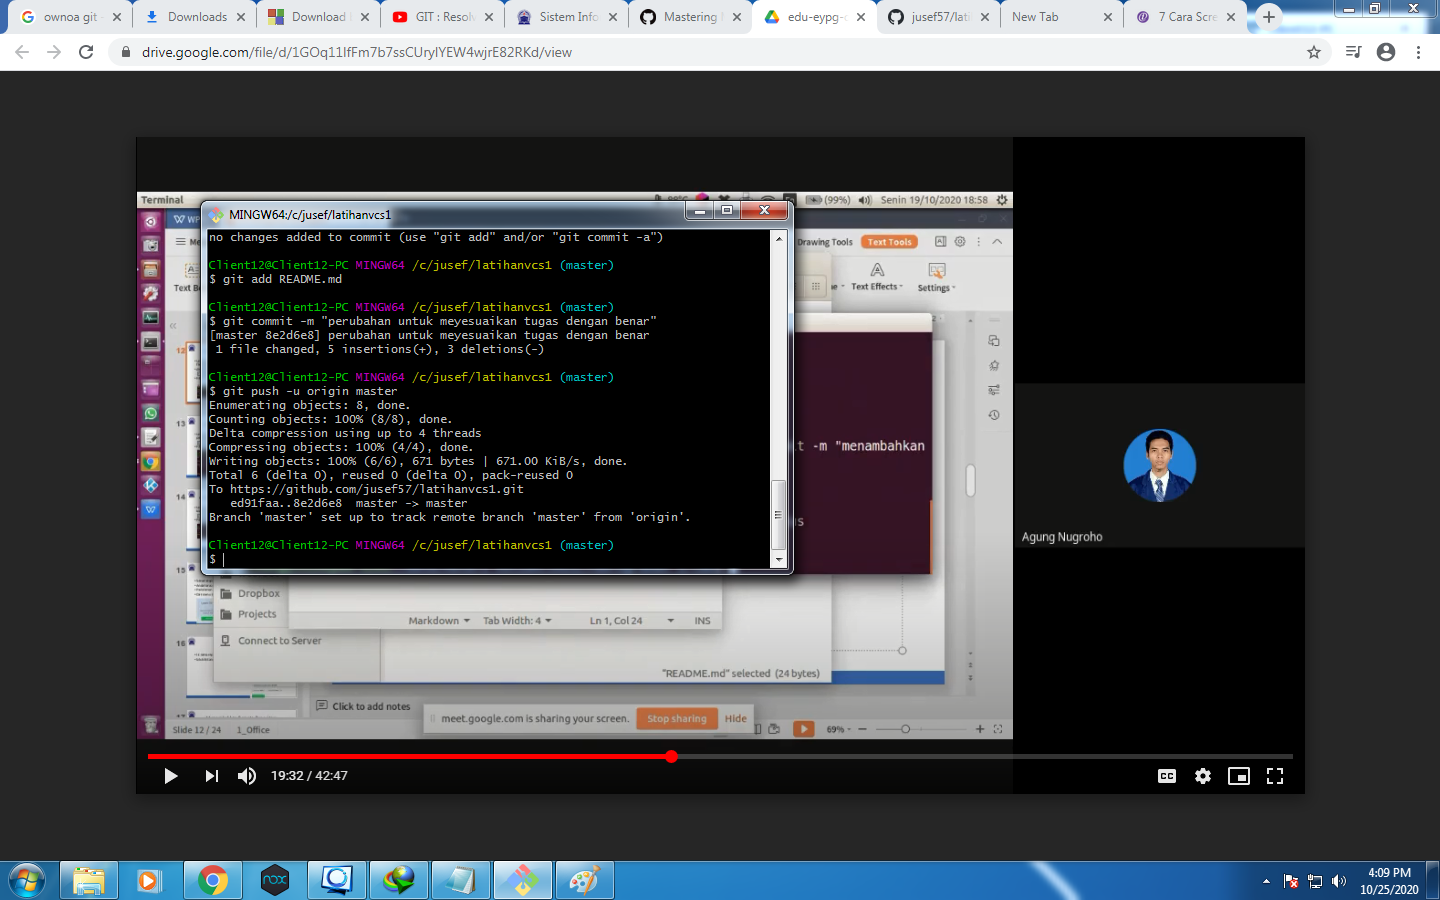 ownoa git
Downloads
Download
GIT : Resolv
Sistem Info
Mastering
edu-eypg-
jusef57/lati
New Tab
7 Cara Scre
drive.google.com/file/d/1GOq11lfFm7b7ssCUrylYEW4wjrE82RKd/view
Terminal
(99%)
Senin 19/10/2020 18:58
MINGW64:/c/jusef/latihanvcs1
Drawing Tools
Text Tools
Text Effects
Settings
no changes added to commit (use "git add" and/or "git commit -a")
Client12@Client12-PC MINGW64 /c/jusef/latihanvcs1 (master)
$ git add README.md
Client12@Client12-PC MINGW64 /c/jusef/latihanvcs1 (master)
$ git commit -m "perubahan untuk meyesuaikan tugas dengan benar"
[master 8e2d6e8] perubahan untuk meyesuaikan tugas dengan benar
1 file changed, 5 insertions(+), 3 deletions(-)
Client12@Client12-PC MINGW64 /c/jusef/latihanvcs1 (master)
$ git push -u origin master
Enumerating objects: 8, done.
Counting objects: 100% (8/8), done.
Delta compression using up to 4 threads
Compressing objects: 100% (4/4), done.
Writing objects: 100% (6/6), 671 bytes | 671.00 KiB/s, done.
Total 6 (delta 0), reused 0 (delta 0), pack-reused 0
To https://github.com/jusef57/latihanvcs1.git
ed91faa..8e2d6e8  master -> master
Branch 'master' set up to track remote branch 'master' from 'origin'.
Client12@Client12-PC MINGW64 /c/jusef/latihanvcs1 (master)
$
t -m "menambahkan
12
13
14
15
16
Agung Nugroho
Dropbox
Projects
Connect to Server
Markdown
Tab Width: 4
Ln 1, Col 24
INS
"README.md" selected (24 bytes)
Click to add notes
meet.google.com is sharing your screen.
Stop sharing
Hide
Slide 12 / 24
1_Office
69%
19:32 / 42:47
CC
nox
4:09 PM
10/25/2020